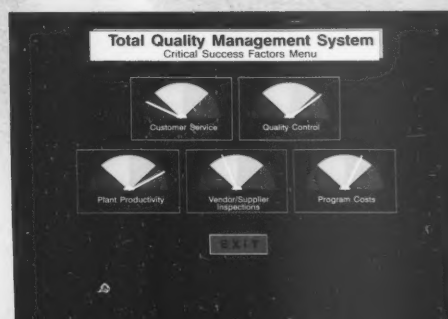 Total Quality Management System
Critical Success Factors Menu
Customer Service
Quality Control
Plant Productivity
Vendor/Supplier
Inspections
Program Costs
EXIT